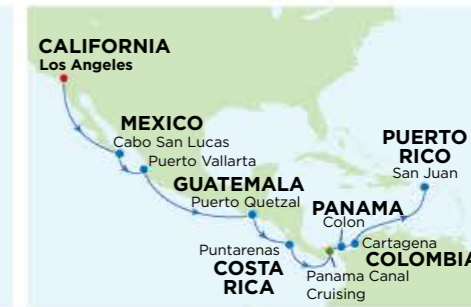 CALIFORNIA
Los Angeles
MEXICO
Cabo San Lucas
Puerto Vallarta
PUERTO
RICO
San Juan
GUATEMALA
Puerto Quetzal
PANAMA
Colon
Cartagena
COLOMBIA
Puntarenas
COSTA
RICA
Panama Canal
Cruising